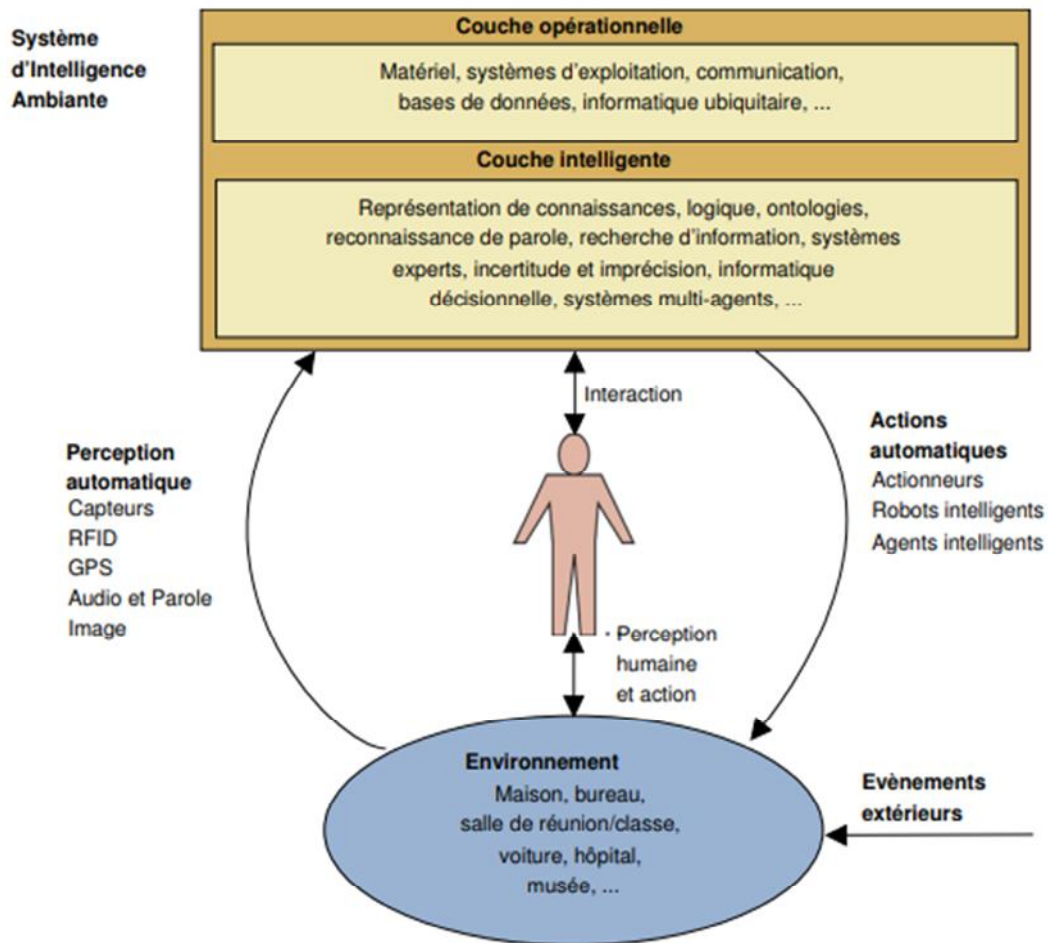 Système
d'Intelligence
Ambiante
Couche opérationnelle
Matériel, systèmes d'exploitation, communication,
bases de données, informatique ubiquitaire, ...
Couche intelligente
Représentation de connaissances, logique, ontologies,
reconnaissance de parole, recherche d'information, systèmes
experts, incertitude et imprécision, informatique
décisionnelle, systèmes multi-agents, ...
Interaction
Perception
automatique
Capteurs
RFID
GPS
Audio et Parole
Image
Actions
automatiques
Actionneurs
Robots intelligents
Agents intelligents
· Perception
humaine
et action
Environnement
Maison, bureau,
salle de réunion/classe,
voiture, hôpital,
musée, ...
Evènements
extérieurs